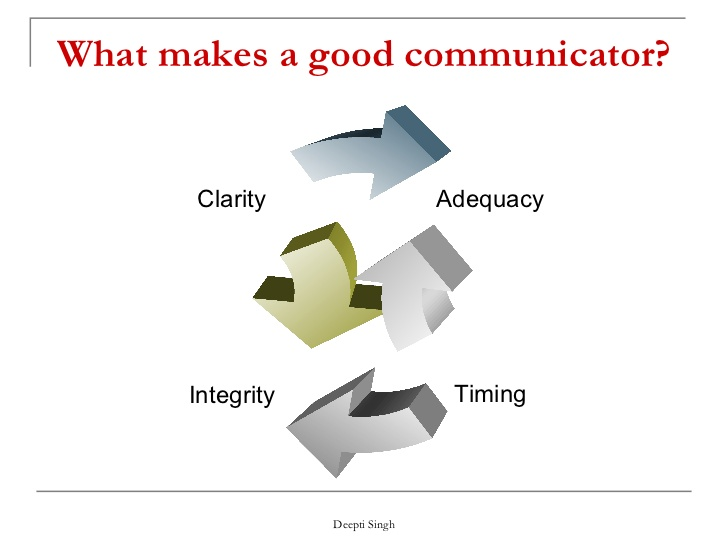 What makes a good communicator?
Clarity
Adequacy
Integrity
Timing
Deepti Singh